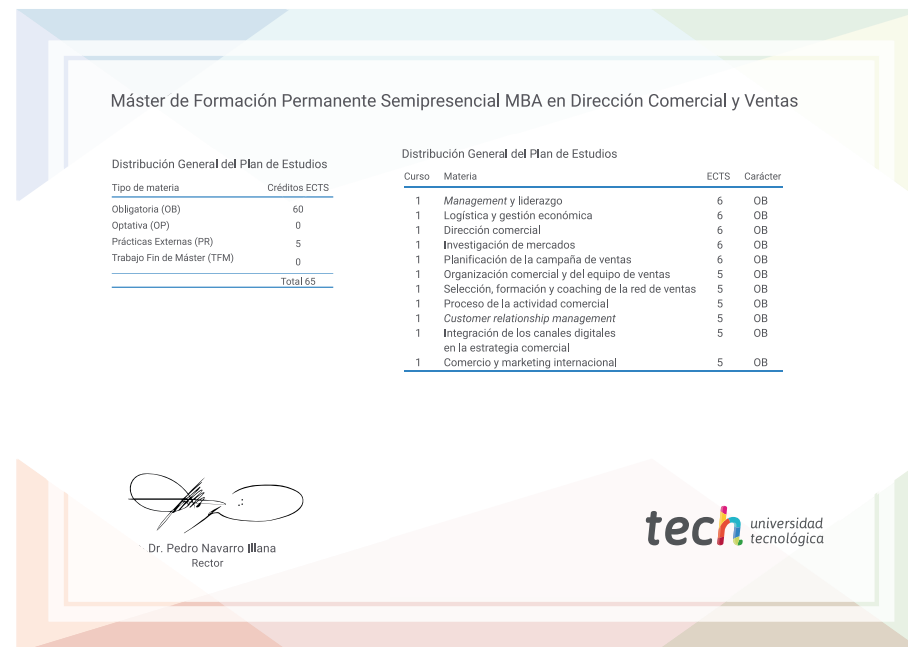 Máster de Formación Permanente Semipresencial MBA en Dirección Comercial y Ventas
Distribución General del Plan de Estudios
Tipo de materia Créditos ECTS
Obligatoria (OB) 60
Optativa (OP) 0
Prácticas Externas (PR) 5
Trabajo Fin de Máster (TFM) 0
Total 65
Distribución General del Plan de Estudios
Curso Materia ECTS Carácter
1 Management y liderazgo 6 OB
1 Logística y gestión económica 6 OB
1 Dirección comercial 6 OB
1 Investigación de mercados 6 OB
1 Planificación de la campaña de ventas 6 OB
1 Organización comercial y del equipo de ventas 5 OB
1 Selección, formación y coaching de la red de ventas 5 OB
1 Proceso de la actividad comercial 5 OB
1 Customer relationship management 5 OB
1 Integración de los canales digitales 5 OB
en la estrategia comercial
1 Comercio y marketing internacional 5 OB
Dr. Pedro Navarro Illana
Rector
tech universidad
tecnológica